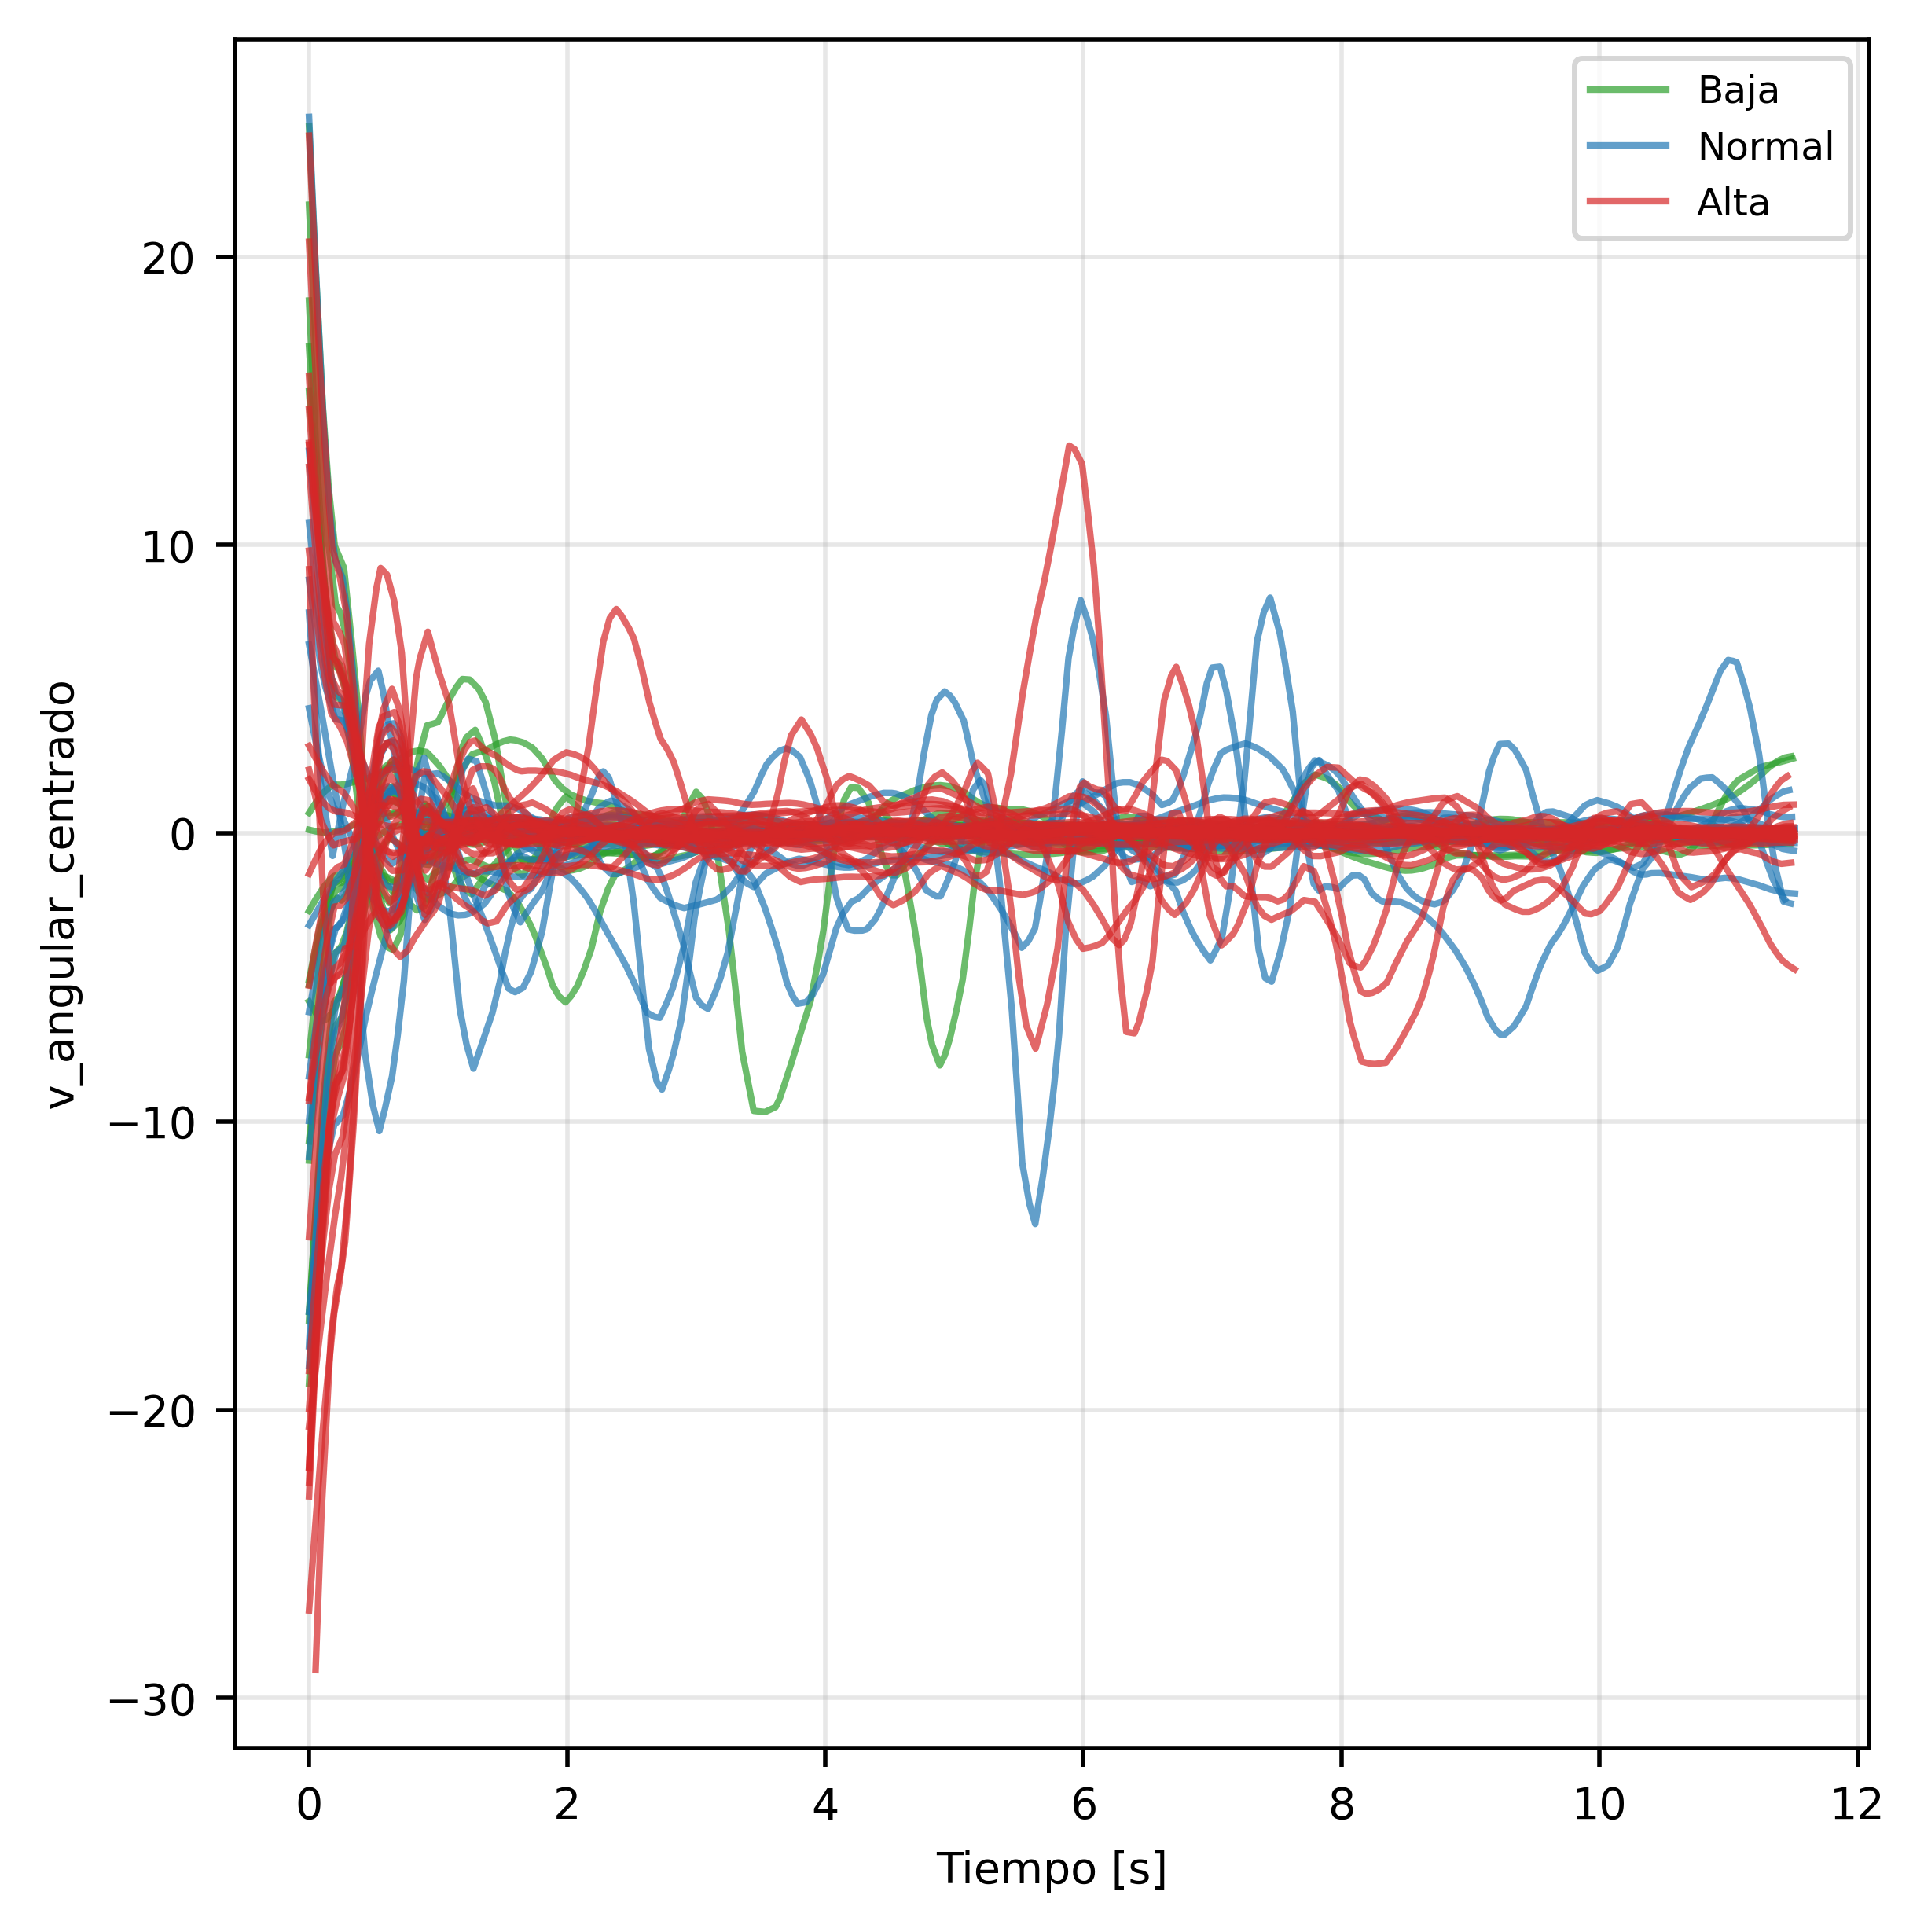 Baja
Normal
Alta
20
10
0
−10
−20
−30
v_angular_centrado
0 2 4 6 8 10 12
Tiempo [s]